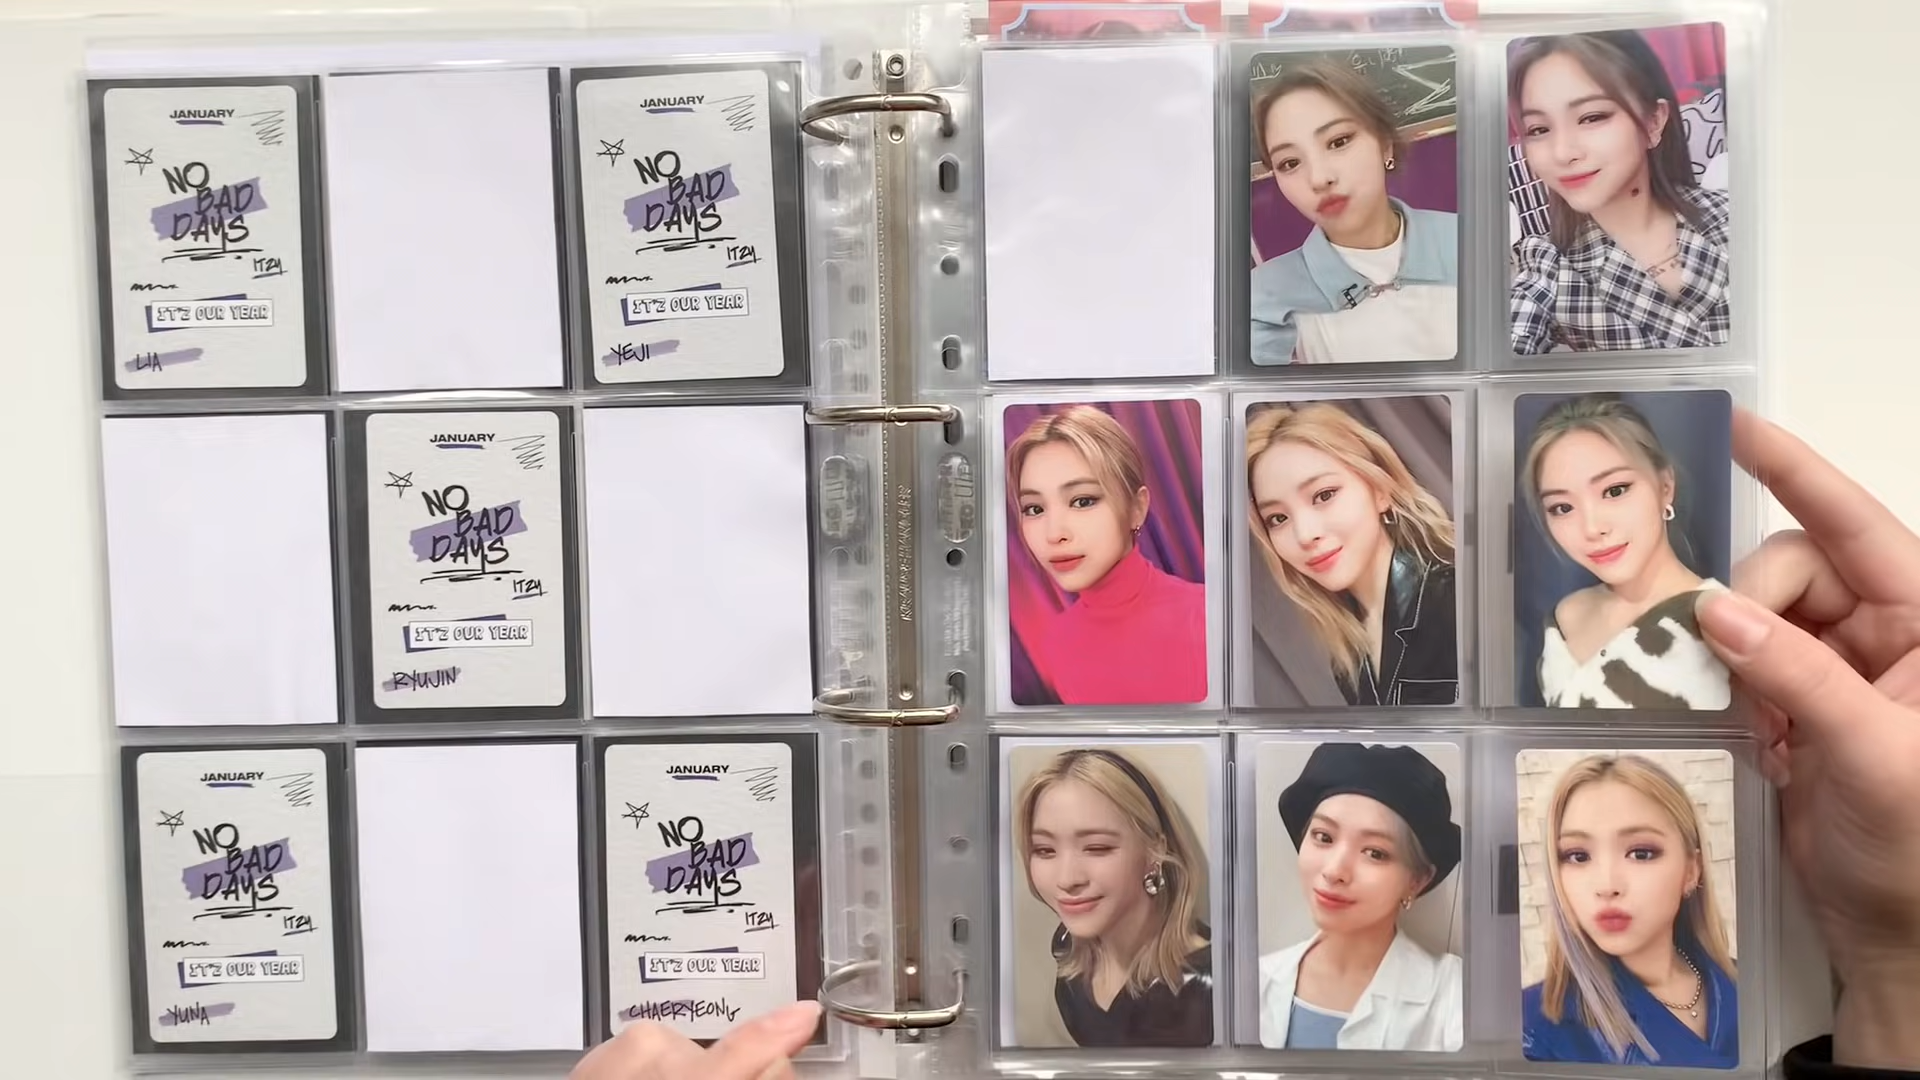 JANUARY
NO
BAD
DAYS
ITZY
IT'Z OUR YEAR
LIA
JANUARY
NO
BAD
DAYS
ITZY
IT'Z OUR YEAR
YEJI
JANUARY
NO
BAD
DAYS
ITZY
IT'Z OUR YEAR
RYUJIN
JANUARY
NO
BAD
DAYS
ITZY
IT'Z OUR YEAR
YUNA
JANUARY
NO
BAD
DAYS
ITZY
IT'Z OUR YEAR
CHAERYEONG